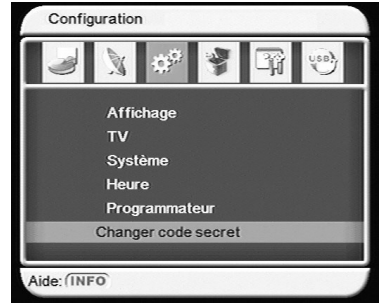 Configuration
USB
Affichage
TV
Système
Heure
Programmateur
Changer code secret
Aide: INFO